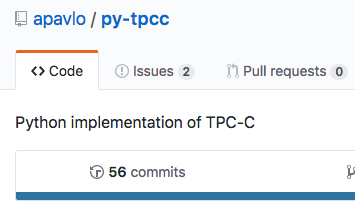 apavlo / py-tpcc
Code Issues 2 Pull requests 0
Python implementation of TPC-C
56 commits